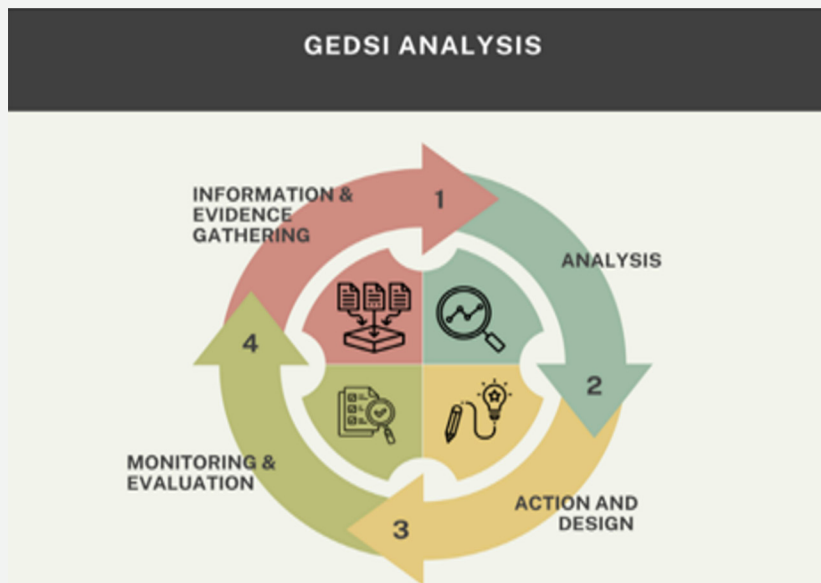 GEDSI ANALYSIS
1
INFORMATION &
EVIDENCE
GATHERING
ANALYSIS
2
ACTION AND
DESIGN
3
MONITORING &
EVALUATION
4